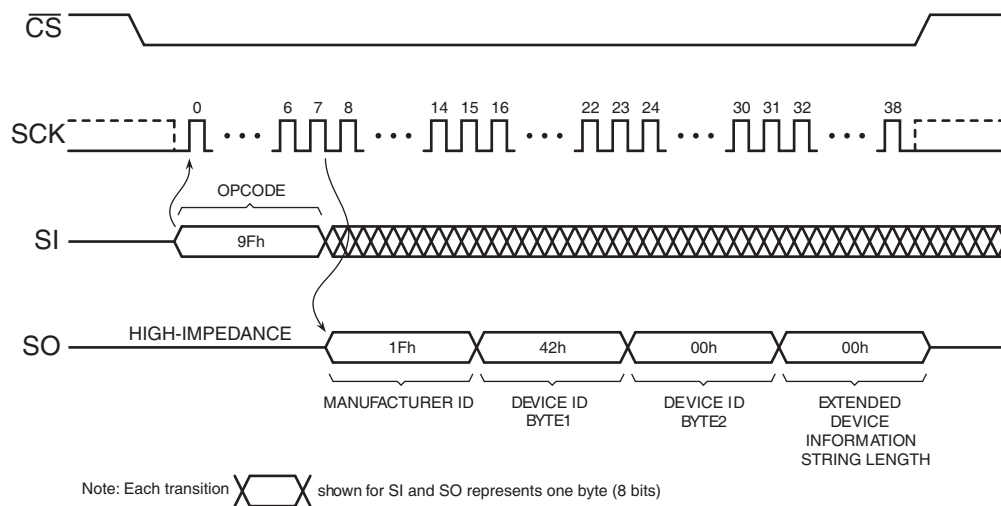 CS
0 6 7 8 14 15 16 22 23 24 30 31 32 38
SCK
OPCODE
SI
9Fh
HIGH-IMPEDANCE
SO
1Fh 42h 00h 00h
MANUFACTURER ID
DEVICE ID
BYTE1
DEVICE ID
BYTE2
EXTENDED
DEVICE
INFORMATION
STRING LENGTH
Note: Each transition shown for SI and SO represents one byte (8 bits)